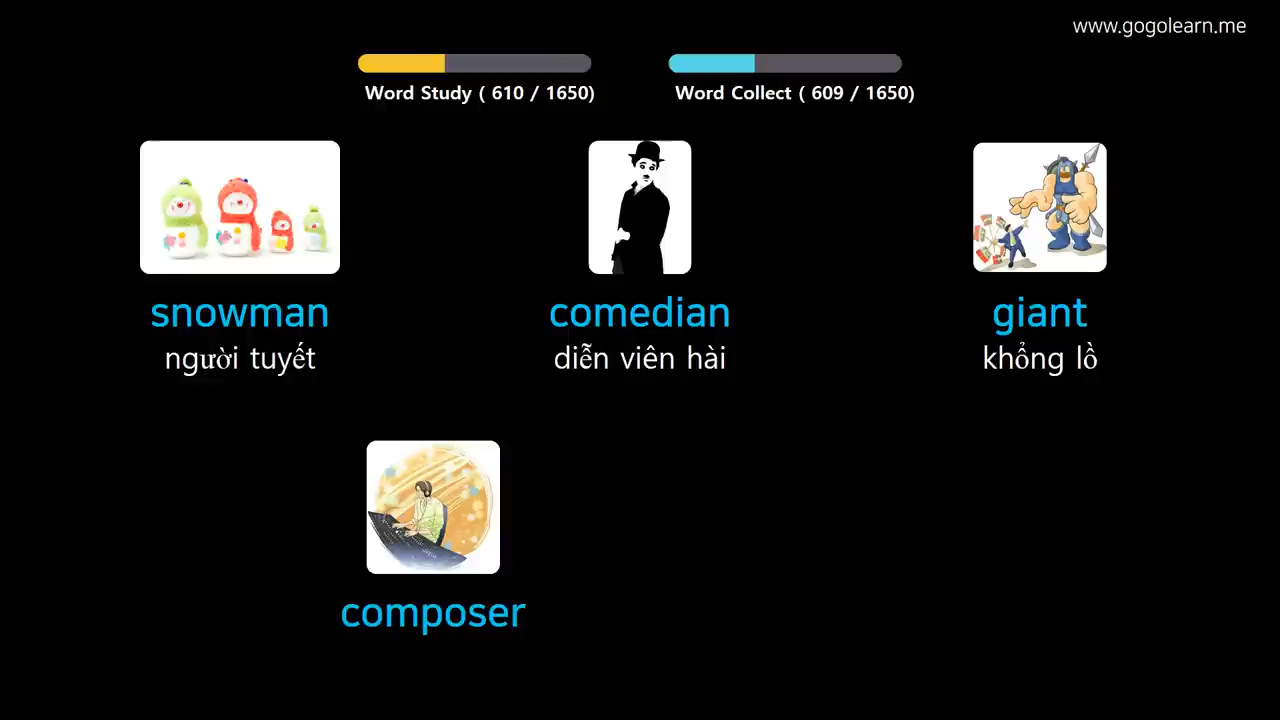 www.gogolearn.me
Word Study ( 610 / 1650)
Word Collect ( 609 / 1650)
snowman
người tuyết
comedian
diễn viên hài
giant
khổng lồ
composer